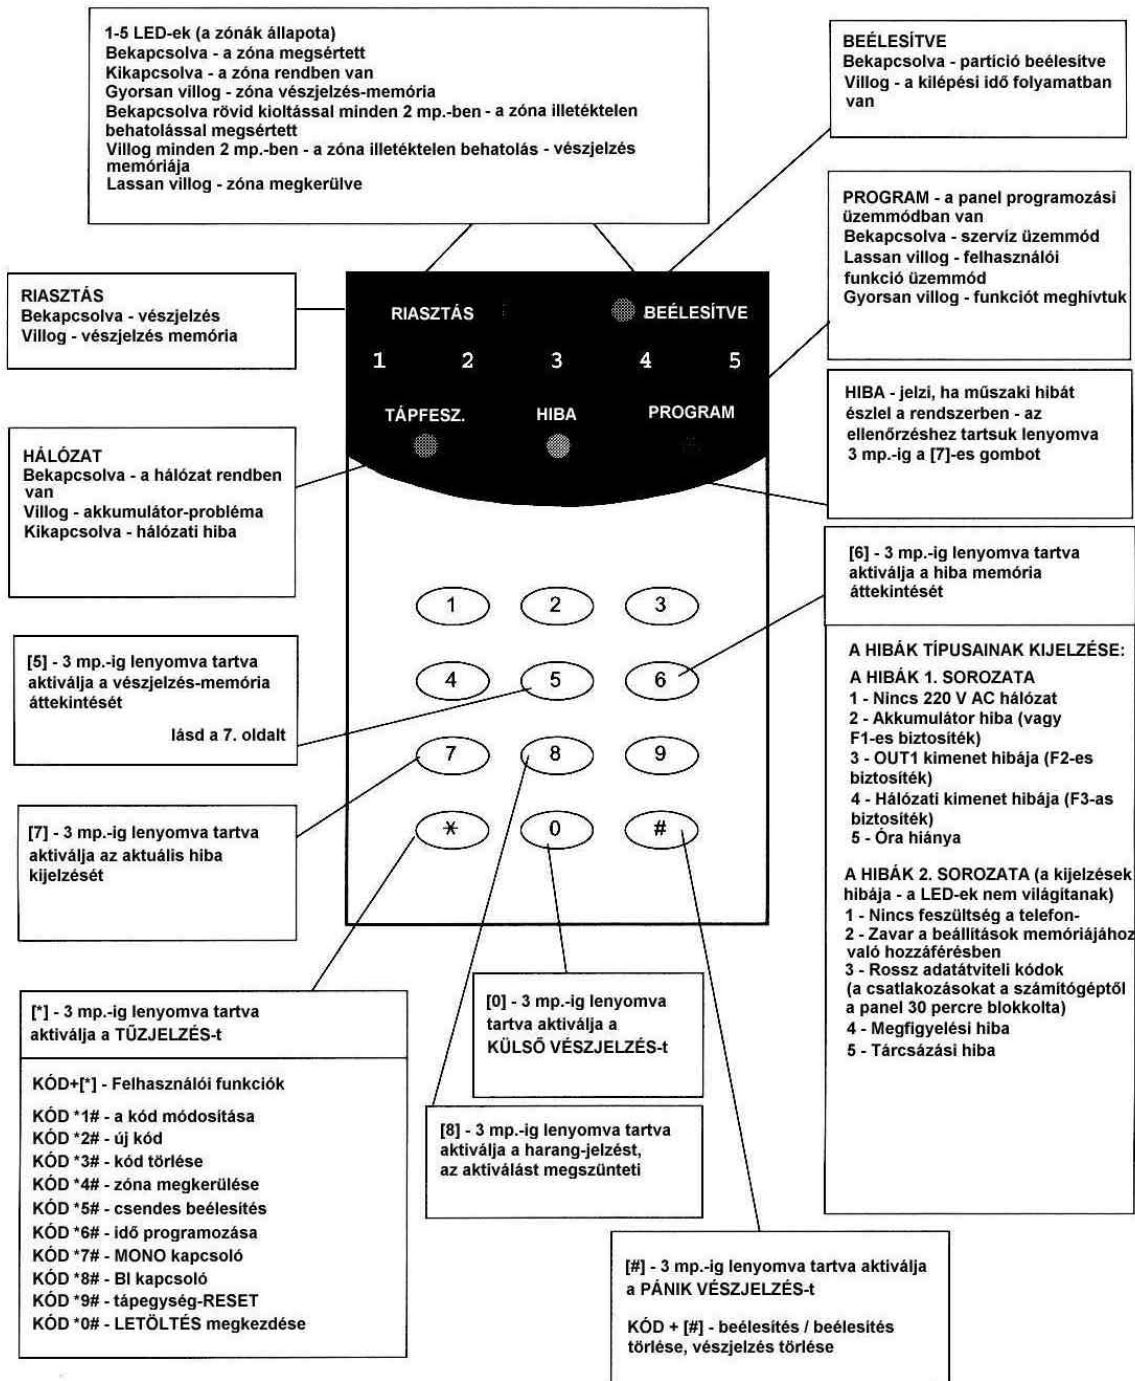 1-5 LED-ek (a zónák állapota)
Bekapcsolva - a zóna megsértett
Kikapcsolva - a zóna rendben van
Gyorsan villog - zóna vészjelzés-memória
Bekapcsolva rövid kioltással minden 2 mp.-ben - a zóna illetéktelen
behatolással megsértett
Villog minden 2 mp.-ben - a zóna illetéktelen behatolás - vészjelzés
memóriája
Lassan villog - zóna megkerülve
BEÉLESÍTVE
Bekapcsolva - partíció beélesitve
Villog - a kilépési idő folyamatban
van
PROGRAM - a panel programozási
üzemmódban van
Bekapcsolva - szervíz üzemmód
Lassan villog - felhasználói
funkció üzemmód
Gyorsan villog - funkciót meghívtuk
RIASZTÁS
Bekapcsolva - vészjelzés
Villog - vészjelzés memória
RIASZTÁS
BEÉLESÍTVE
1 2 3 4 5
TÁPFESZ. HIBA PROGRAM
HIBA - jelzi, ha műszaki hibát
észlel a rendszerben - az
ellenőrzéshez tartsuk lenyomva
3 mp.-ig a [7]-es gombot
HÁLÓZAT
Bekapcsolva - a hálózat rendben
van
Villog - akkumulátor-probléma
Kikapcsolva - hálózati hiba
[6] - 3 mp.-ig lenyomva tartva
aktiválja a hiba memória
áttekintését
1 2 3
4 5 6
7 8 9
* 0 #
[5] - 3 mp.-ig lenyomva tartva
aktiválja a vészjelzés-memória
áttekintését
lásd a 7. oldalt
[7] - 3 mp.-ig lenyomva tartva
aktiválja az aktuális hiba
kijelzését
A HIBÁK TÍPUSAINAK KIJELZÉSE:
A HIBÁK 1. SOROZATA
1 - Nincs 220 V AC hálózat
2 - Akkumulátor hiba (vagy
F1-es biztosíték)
3 - OUT1 kimenet hibája (F2-es
biztosíték)
4 - Hálózati kimenet hibája (F3-as
biztosíték)
5 - Óra hiánya
A HIBÁK 2. SOROZATA (a kijelzések
hibája - a LED-ek nem világítanak)
1 - Nincs feszültség a telefon-
2 - Zavar a beállítások memóriájához
való hozzáférésben
3 - Rossz adatátviteli kódok
(a csatlakozásokat a számítógéptől
a panel 30 percre blokkolta)
4 - Megfigyelési hiba
5 - Tárcsázási hiba
[*] - 3 mp.-ig lenyomva tartva
aktiválja a TŰZJELZÉS-t
KÓD+[*] - Felhasználói funkciók
KÓD *1# - a kód módosítása
KÓD *2# - új kód
KÓD *3# - kód törlése
KÓD *4# - zóna megkerülése
KÓD *5# - csendes beélesítés
KÓD *6# - idő programozása
KÓD *7# - MONO kapcsoló
KÓD *8# - BI kapcsoló
KÓD *9# - tápegység-RESET
KÓD *0# - LETÖLTÉS megkezdése
[0] - 3 mp.-ig lenyomva
tartva aktiválja a
KÜLSŐ VÉSZJELZÉS-t
[8] - 3 mp.-ig lenyomva tartva
aktiválja a harang-jelzést,
az aktiválást megszünteti
[#] - 3 mp.-ig lenyomva tartva aktiválja
a PÁNIK VÉSZJELZÉS-t
KÓD + [#] - beélesítés / beélesítés
törlése, vészjelzés törlése